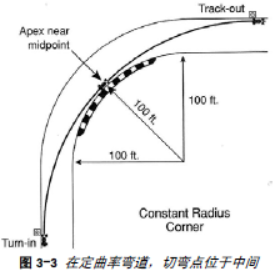 Track-out
Apex near
midpoint
100 ft.
100 ft.
100 ft.
Constant Radius
Corner
Turn-in
图 3-3 在定曲率弯道，切弯点位于中间